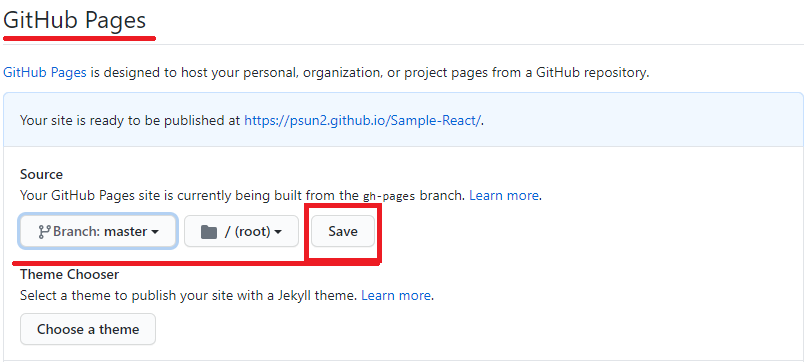 GitHub Pages
GitHub Pages is designed to host your personal, organization, or project pages from a GitHub repository.
Your site is ready to be published at https://psun2.github.io/Sample-React/.
Source
Your GitHub Pages site is currently being built from the gh-pages branch. Learn more.
Branch: master / (root) Save
Theme Chooser
Select a theme to publish your site with a Jekyll theme. Learn more.
Choose a theme